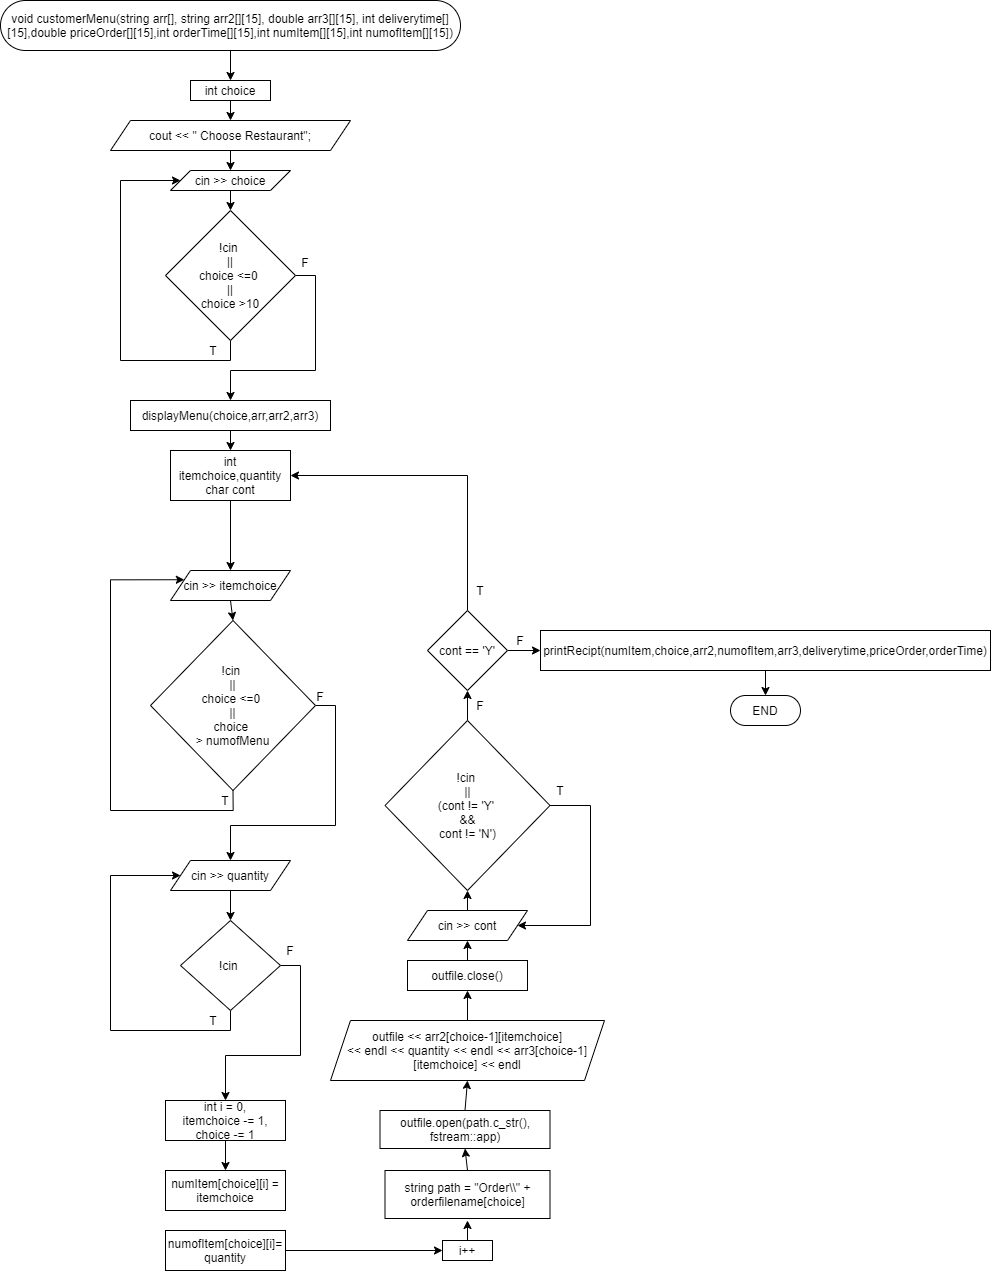 void customerMenu(string arr[], string arr2[][15], double arr3[][15], int deliverytime[]
[15],double priceOrder[][15],int orderTime[][15],int numItem[][15],int numofItem[][15])
int choice
cout << " Choose Restaurant";
cin >> choice
!cin
||
choice <=0
||
choice >10
F
T
displayMenu(choice,arr,arr2,arr3)
int
itemchoice,quantity
char cont
cin >> itemchoice
!cin
||
choice <=0
||
choice
> numofMenu
F
T
cin >> quantity
!cin
F
T
int i = 0,
itemchoice -= 1,
choice -= 1
numItem[choice][i] =
itemchoice
numofItem[choice][i]=
quantity
i++
string path = "Order\\" +
orderfilename[choice]
outfile.open(path.c_str(),
fstream::app)
outfile << arr2[choice-1][itemchoice]
<< endl << quantity << endl << arr3[choice-1]
[itemchoice] << endl
outfile.close()
cin >> cont
!cin
||
(cont != 'Y'
&&
cont != 'N')
T
F
cont == 'Y'
T
F
printRecipt(numItem,choice,arr2,numofItem,arr3,deliverytime,priceOrder,orderTime)
END